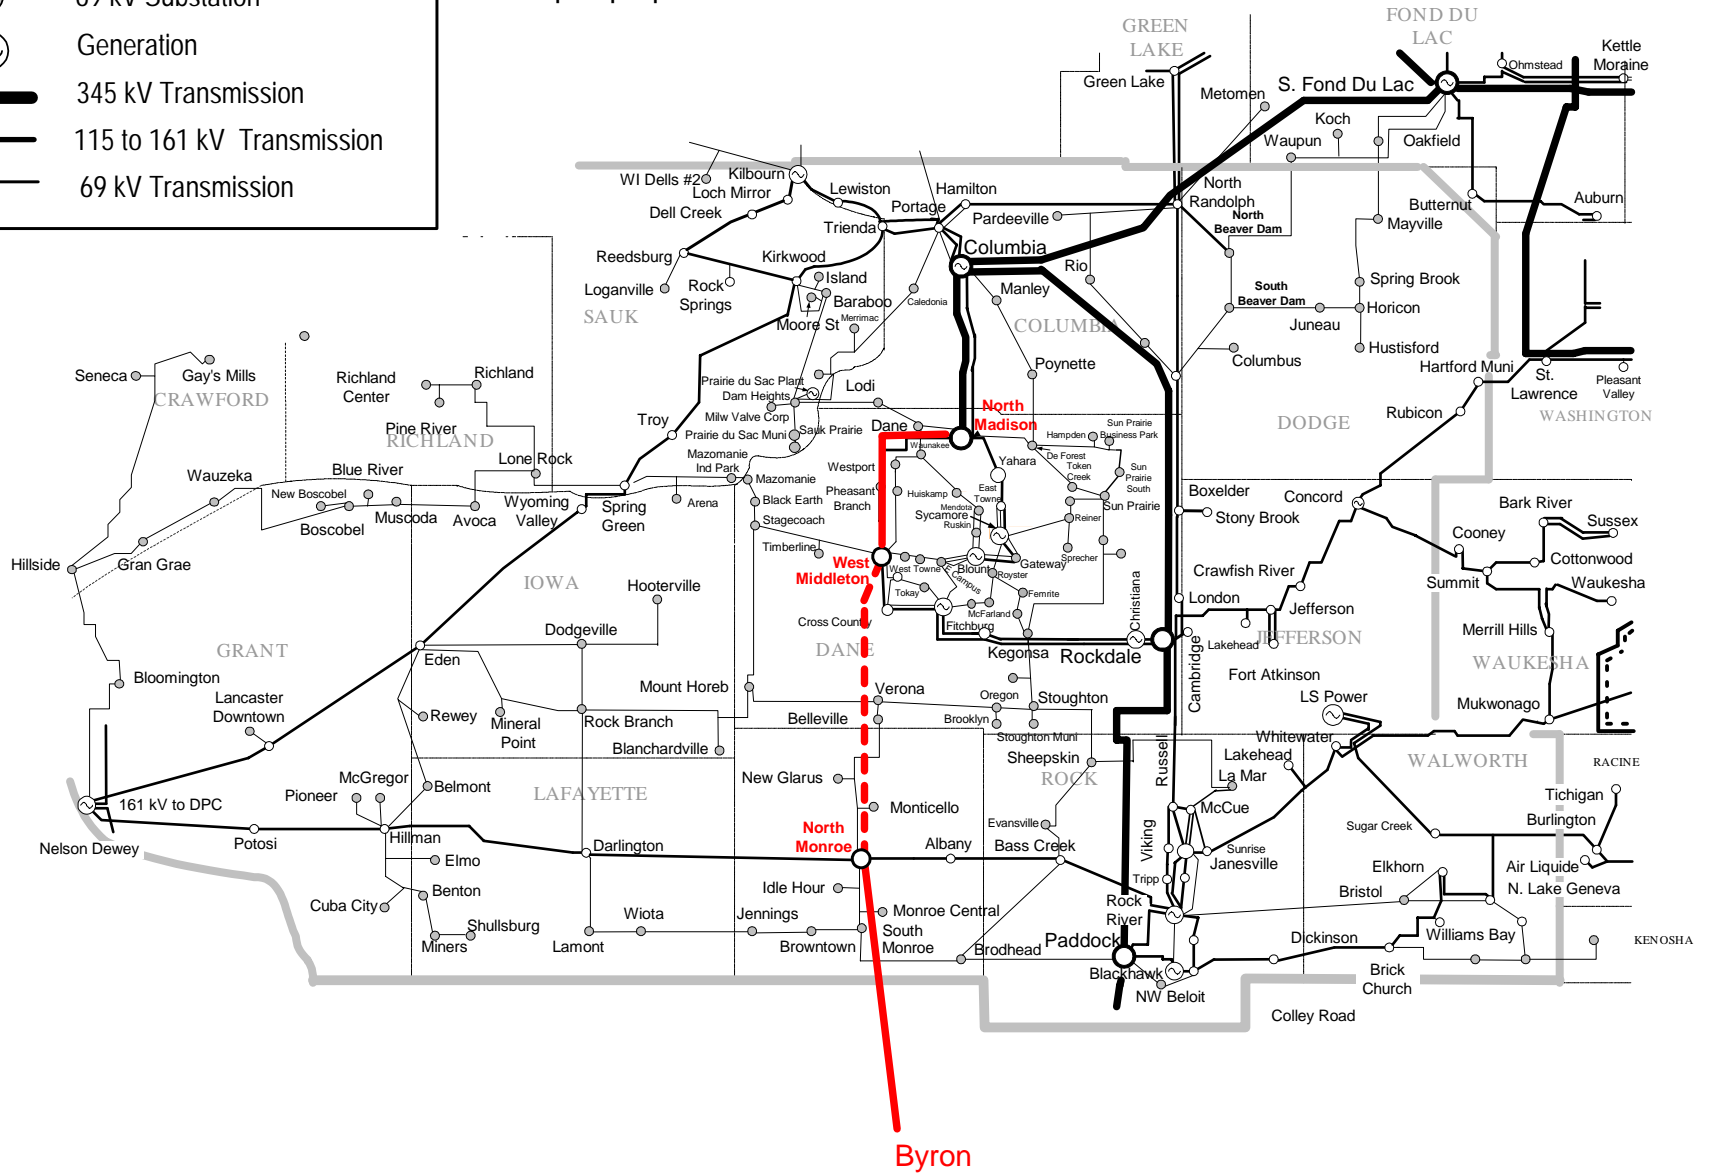 69 kV Substation
Generation
345 kV Transmission
115 to 161 kV  Transmission
69 kV Transmission
GREEN
LAKE
FOND DU
LAC
Kettle
Moraine
Ohmstead
Green Lake
S. Fond Du Lac
Metomen
Koch
Waupun
Oakfield
WI Dells #2
Kilbourn
Loch Mirror
Lewiston
Hamilton
North
Randolph
Auburn
Butternut
Dell Creek
Portage
Pardeeville
North
Beaver Dam
Mayville
Trienda
Columbia
Reedsburg
Kirkwood
Rio
Island
Loganville
Rock
Springs
Baraboo
Caledonia
Manley
South
Beaver Dam
Spring Brook
Horicon
SAUK
Moore St
Merrimac
COLUMBIA
Juneau
Hustisford
Columbus
Poynette
Hartford Muni
St.
Lawrence
Pleasant
Valley
Seneca
Gay's Mills
CRAWFORD
Richland
Center
Richland
Pine River
RICHLAND
Prairie du Sac Plant
Dam Heights
Lodi
Milw Valve Corp
Troy
Prairie du Sac Muni
Sauk Prairie
Dane
North
Madison
Rubicon
WASHINGTON
DODGE
Sun Prairie
Business Park
Hampden
Waunakee
Mazomanie
Ind Park
Lone Rock
Wauzeka
Blue River
Mazomanie
Westport
Yahara
De Forest
Token
Creek
Sun
Prairie
South
New Boscobel
Boscobel
Muscoda
Avoca
Wyoming
Valley
Spring
Green
Arena
Black Earth
Pheasant
Branch
Huiskamp
East
Towne
Mendota
Sycamore
Ruskin
Reiner
Sun Prairie
Boxelder
Stony Brook
Concord
Bark River
Sussex
Cooney
Stagecoach
Timberline
Hillside
Gran Grae
West
Middleton
West Towne
Blount
E Campus
Royster
Gateway
Sprecher
Cottonwood
Summit
Waukesha
Crawfish River
IOWA
Hooterville
Tokay
Femrite
McFarland
Christiana
London
Jefferson
Cross Country
Fitchburg
Merrill Hills
Dodgeville
Lakehead
JEFFERSON
GRANT
Eden
DANE
Kegonsa
Rockdale
Cambridge
WAUKESHA
Fort Atkinson
Bloomington
Mount Horeb
Verona
Oregon
Stoughton
LS Power
Mukwonago
Lancaster
Downtown
Rewey
Mineral
Point
Rock Branch
Belleville
Brooklyn
Stoughton Muni
Blanchardville
Sheepskin
Russell
Whitewater
Lakehead
WALWORTH
RACINE
McGregor
Pioneer
Belmont
New Glarus
ROCK
La Mar
Tichigan
161 kV to DPC
LAFAYETTE
Monticello
McCue
Burlington
Nelson Dewey
Potosi
Hillman
Darlington
North
Monroe
Evansville
Albany
Bass Creek
Viking
Sunrise
Janesville
Sugar Creek
Elmo
Elkhorn
Air Liquide
N. Lake Geneva
Cuba City
Benton
Idle Hour
Tripp
Bristol
Shullsburg
Miners
Wiota
Lamont
Jennings
Browntown
Monroe Central
South
Monroe
Brodhead
Rock
River
Paddock
Dickinson
Williams Bay
KENOSHA
Blackhawk
NW Beloit
Brick
Church
Colley Road
Byron